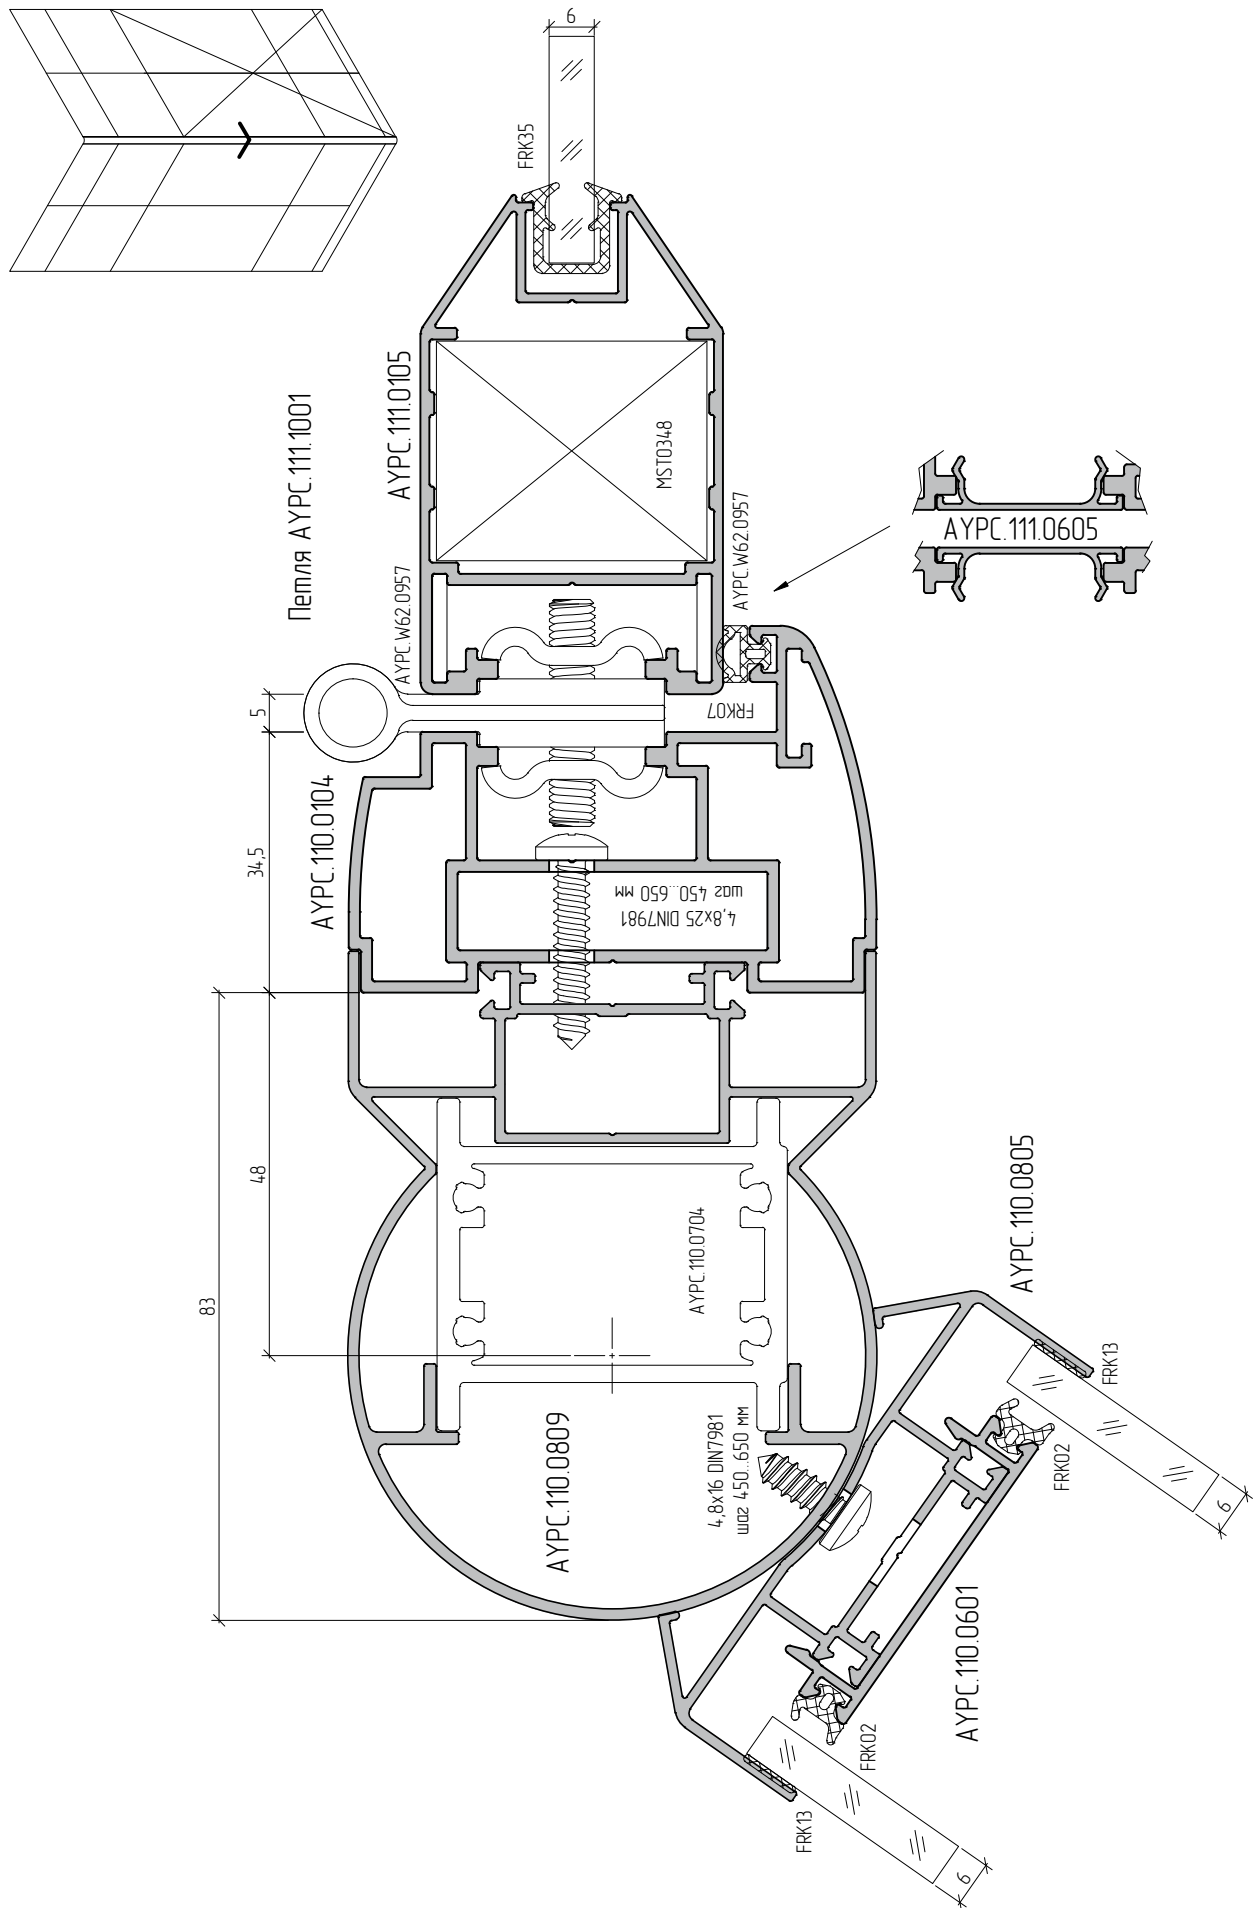 6
FRK35
AYPC.111.0105
Петля AYPC.111.1001
MST0348
AYPC.W62.0957
AYPC.W62.0957
AYPC.111.0605
5
FRK07
AYPC.110.0104
34,5
4,8x25 DIN7981
шаг 450...650 мм
48
83
AYPC.110.0704
AYPC.110.0805
AYPC.110.0809
4,8x16 DIN7981
шаг 450...650 мм
FRK13
FRK02
6
AYPC.110.0601
FRK02
FRK13
6